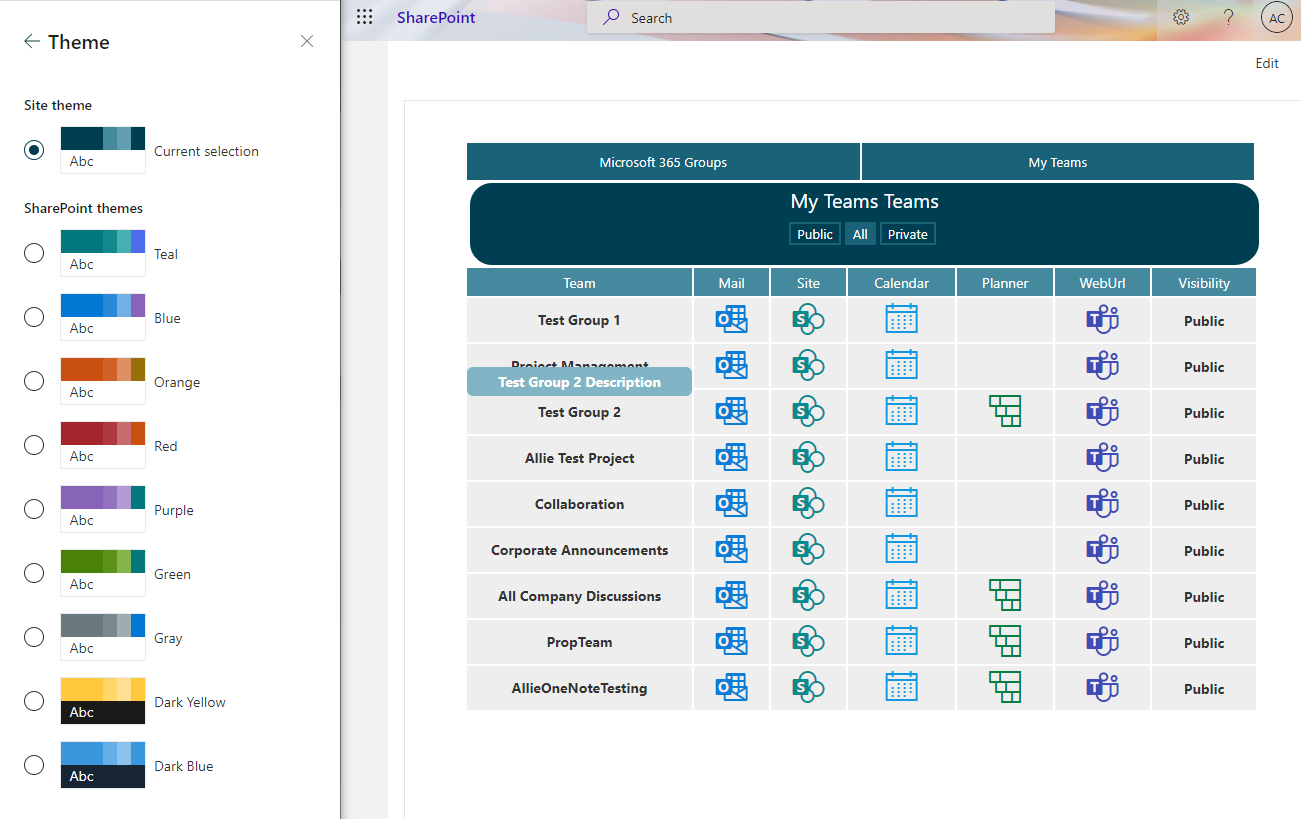 Theme
Site theme
Abc Current selection
SharePoint themes
Abc Teal
Abc Blue
Abc Orange
Abc Red
Abc Purple
Abc Green
Abc Gray
Abc Dark Yellow
Abc Dark Blue
SharePoint Search ? AC
Edit
Microsoft 365 Groups My Teams
My Teams Teams
Public All Private
Team Mail Site Calendar Planner WebUrl Visibility
Test Group 1 Public
Project Management Public
Test Group 2 Description
Test Group 2 Public
Allie Test Project Public
Collaboration Public
Corporate Announcements Public
All Company Discussions Public
PropTeam Public
AllieOneNoteTesting Public